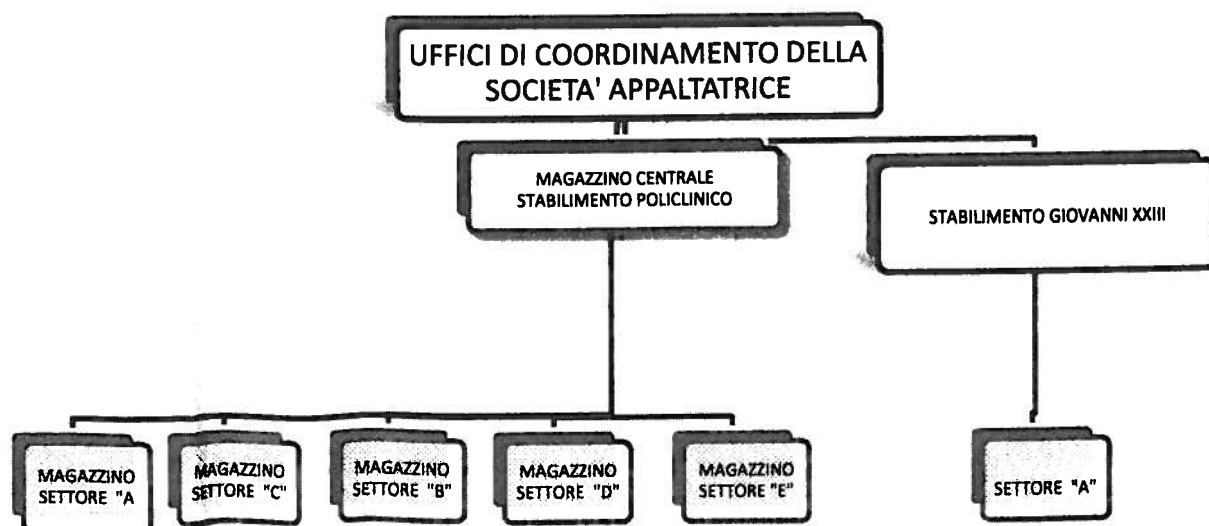 UFFICI DI COORDINAMENTO DELLA
SOCIETA' APPALTATRICE
MAGAZZINO CENTRALE
STABILIMENTO POLICLINICO
STABILIMENTO GIOVANNI XXIII
MAGAZZINO
SETTORE "A
MAGAZZINO
SETTORE "C"
MAGAZZINO
SETTORE "B"
MAGAZZINO
SETTORE "D"
MAGAZZINO
SETTORE "E"
SETTORE "A"